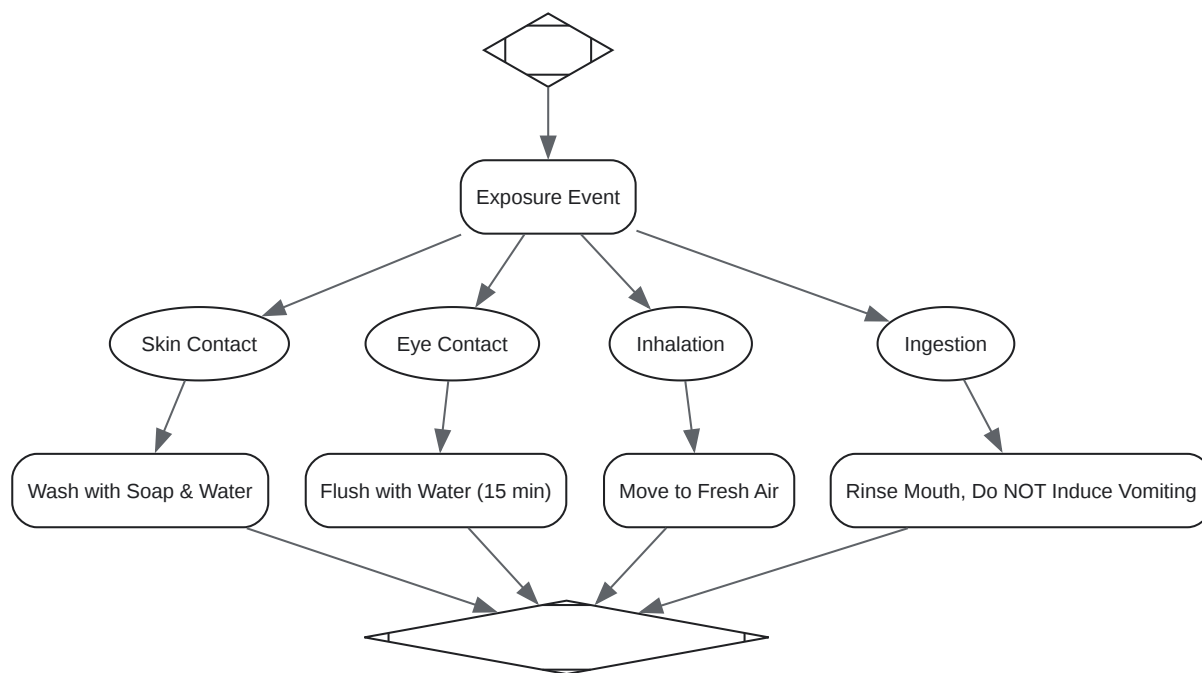 Exposure Event
Skin Contact
Eye Contact
Inhalation
Ingestion
Wash with Soap & Water
Flush with Water (15 min)
Move to Fresh Air
Rinse Mouth, Do NOT Induce Vomiting